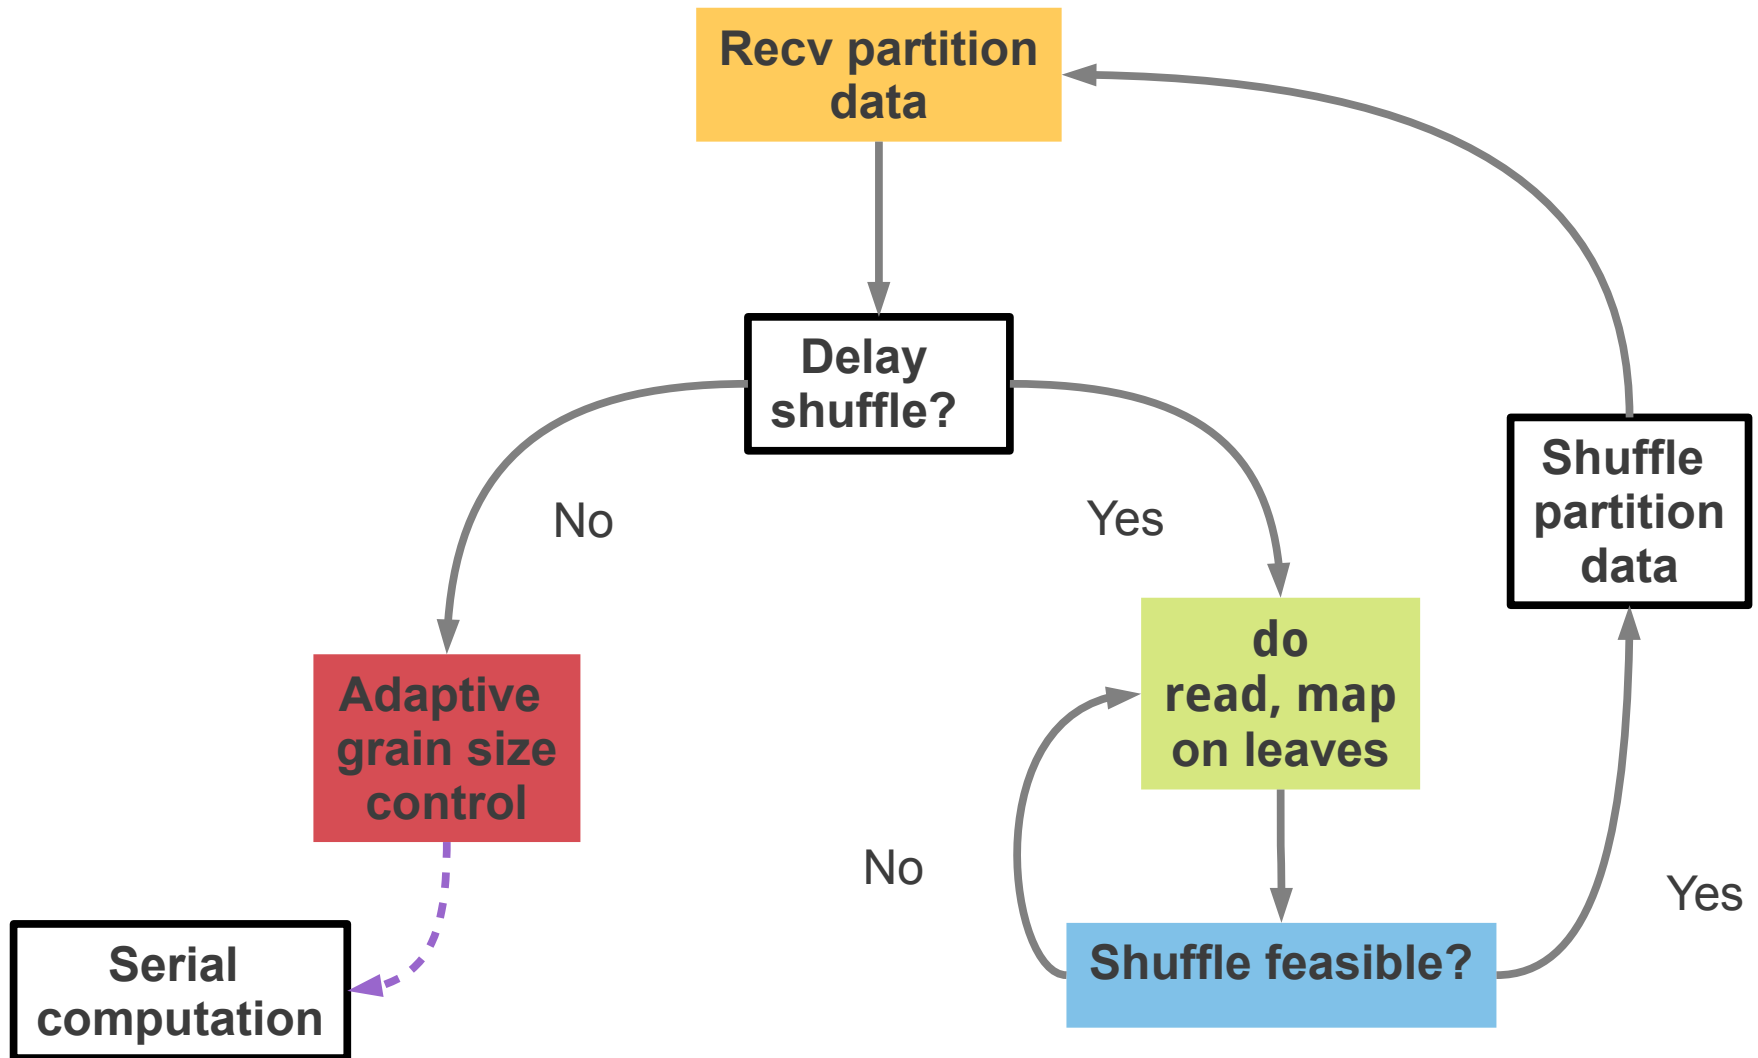 Recv partition
data
Delay
shuffle?
No
Yes
Shuffle
partition
data
do
read, map
on leaves
Adaptive
grain size
control
No
Yes
Shuffle feasible?
Serial
computation